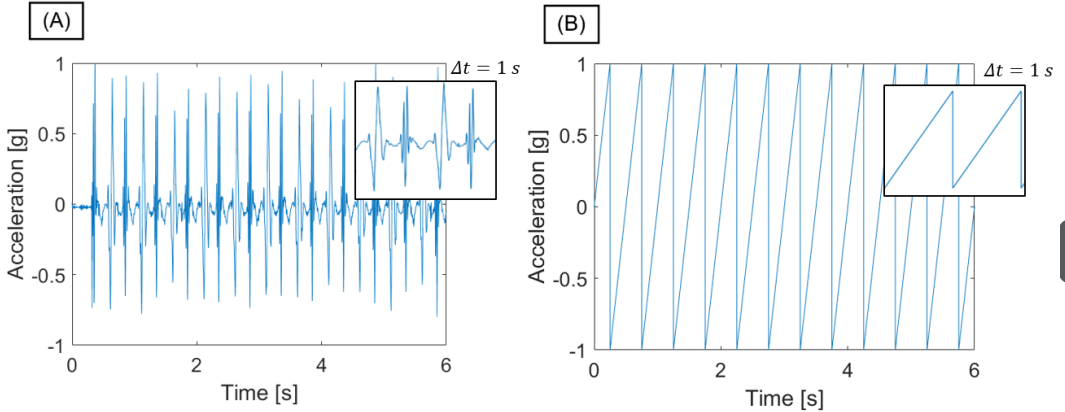 (A)
Δt = 1 s
1
0.5
0
-0.5
-1
0
2
4
6
Acceleration [g]
Time [s]
(B)
Δt = 1 s
1
0.5
0
-0.5
-1
0
2
4
6
Acceleration [g]
Time [s]